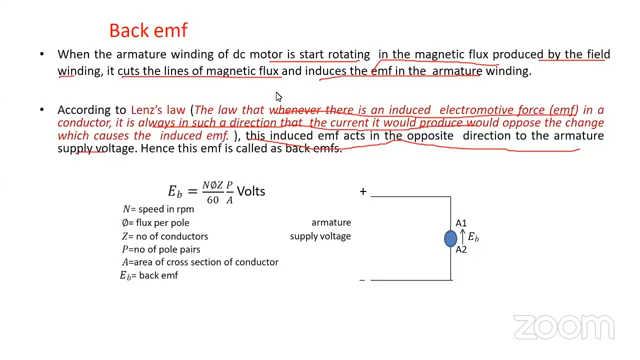 Back emf
• When the armature winding of dc motor is start rotating in the magnetic flux produced by the field
winding, it cuts the lines of magnetic flux and induces the emf in the armature winding.
• According to Lenz's law (The law that whenever there is an induced electromotive force (emf) in a
conductor, it is always in such a direction that the current it would produce would oppose the change
which causes the induced emf. ), this induced emf acts in the opposite direction to the armature
supply voltage. Hence this emf is called as back emfs.
E_b = NØZ/60 P/A Volts
N= speed in rpm
Ø= flux per pole
Z= no of conductors
P=no of pole pairs
A=area of cross section of conductor
E_b= back emf
+
armature
supply voltage
A1
E_b
A2
–
zoom